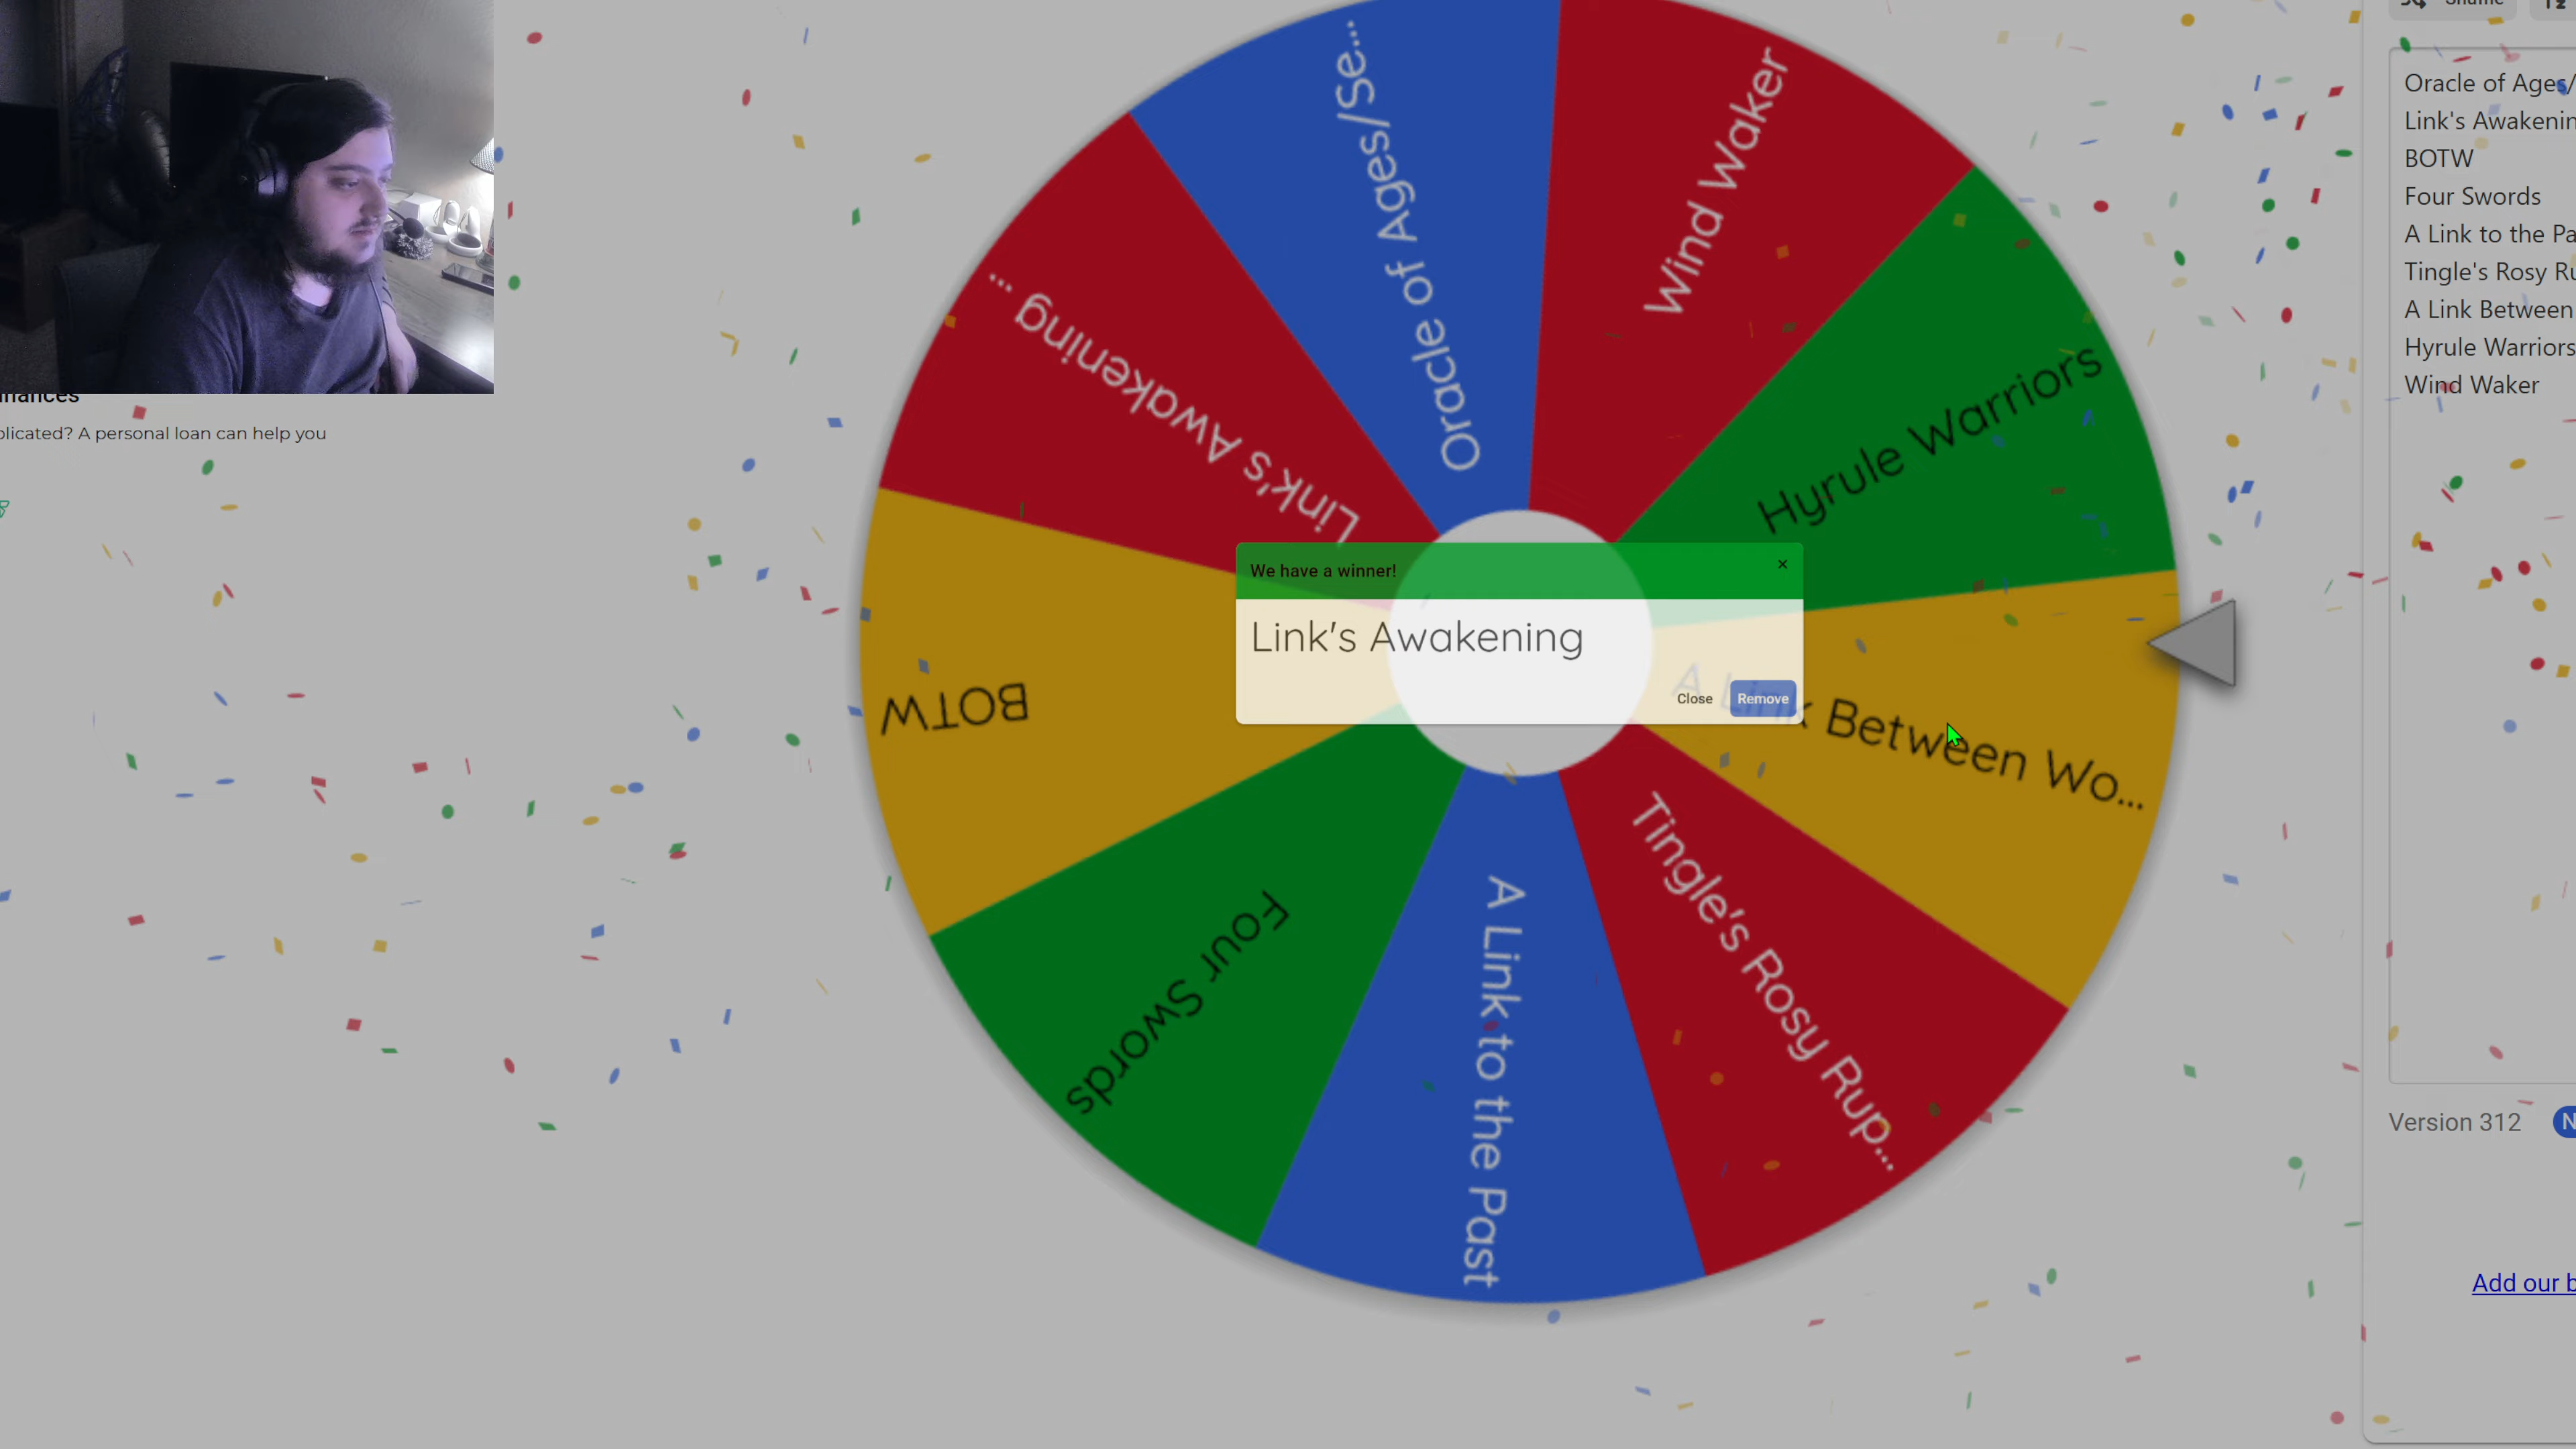 plicated? A personal loan can help you
Oracle of Ages/Se...
Wind Waker
Link's Awakening ...
Hyrule Warriors
BOTW
Between Wo...
Four Swords
A Link to the Past
Tingle's Rosy Rup...
We have a winner!
×
Link's Awakening
Close
Remove
Oracle of Ages/
Link's Awakenin
BOTW
Four Swords
A Link to the Pa
Tingle's Rosy Ru
A Link Between
Hyrule Warriors
Wind Waker
Version 312
Add our b